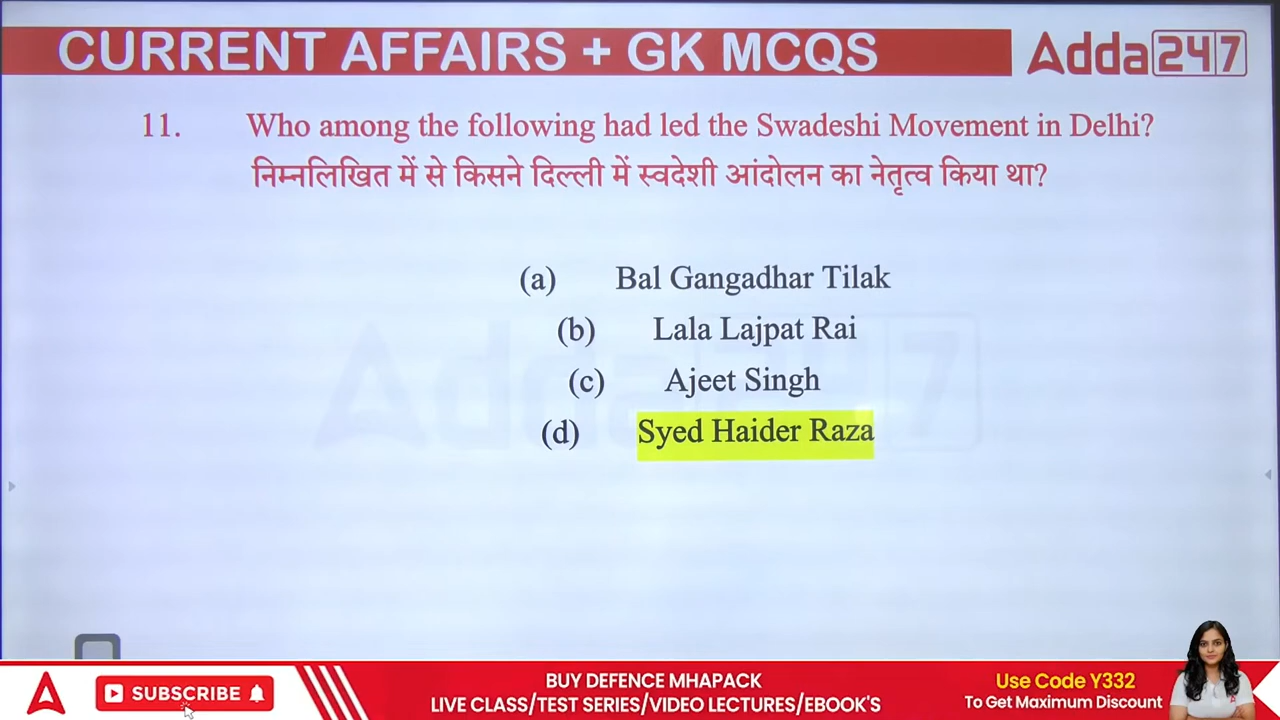 CURRENT AFFAIRS + GK MCQS
Adda247
11. Who among the following had led the Swadeshi Movement in Delhi?
निम्नलिखित में से किसने दिल्ली में स्वदेशी आंदोलन का नेतृत्व किया था?
(a) Bal Gangadhar Tilak
(b) Lala Lajpat Rai
(c) Ajeet Singh
(d) Syed Haider Raza
Adda247
SUBSCRIBE
BUY DEFENCE MHAPACK
LIVE CLASS/TEST SERIES/VIDEO LECTURES/EBOOK'S
Use Code Y332
To Get Maximum Discount